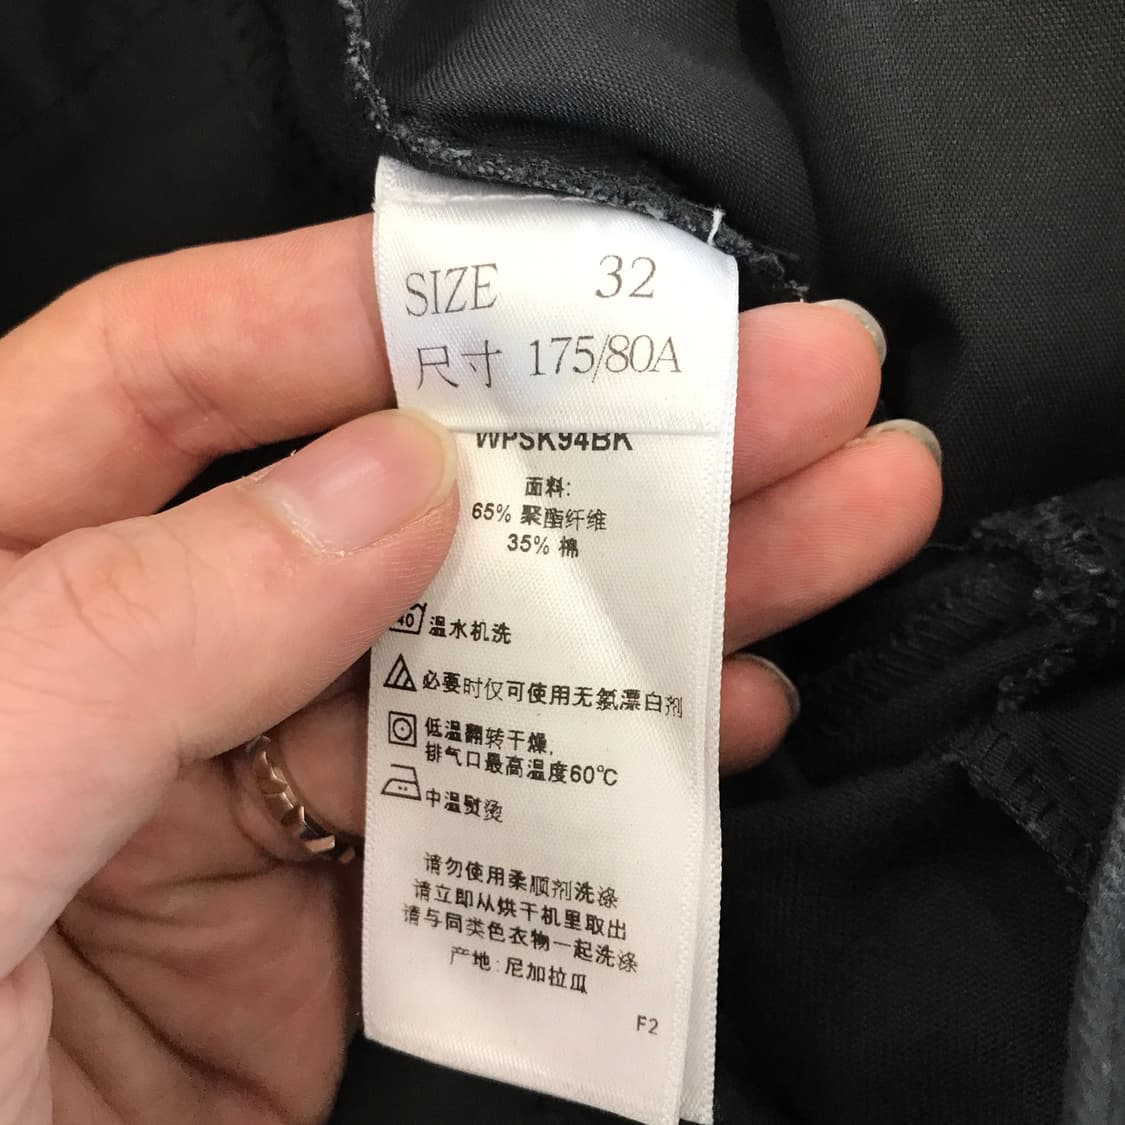 SIZE 32
尺寸 175/80A
WPSK94BK
面料:
65% 聚酯纤维
35% 棉
40 温水机洗
必要时仅可使用无氯漂白剂
低温翻转干燥,
排气口最高温度60°C
中温熨烫
请勿使用柔顺剂洗涤
请立即从烘干机里取出
请与同类色衣物一起洗涤
产地:尼加拉瓜
F2